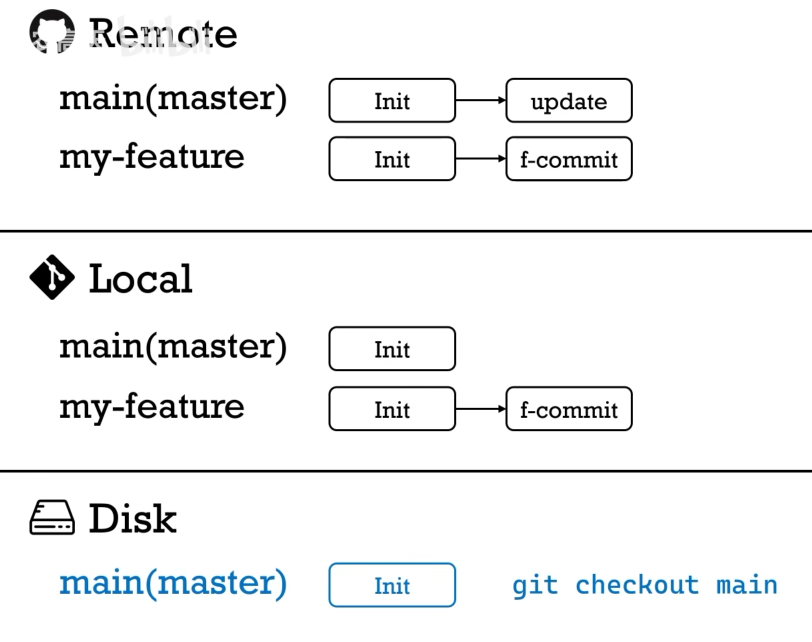 Remote
main(master) Init update
my-feature Init f-commit
Local
main(master) Init
my-feature Init f-commit
Disk
main(master) Init git checkout main